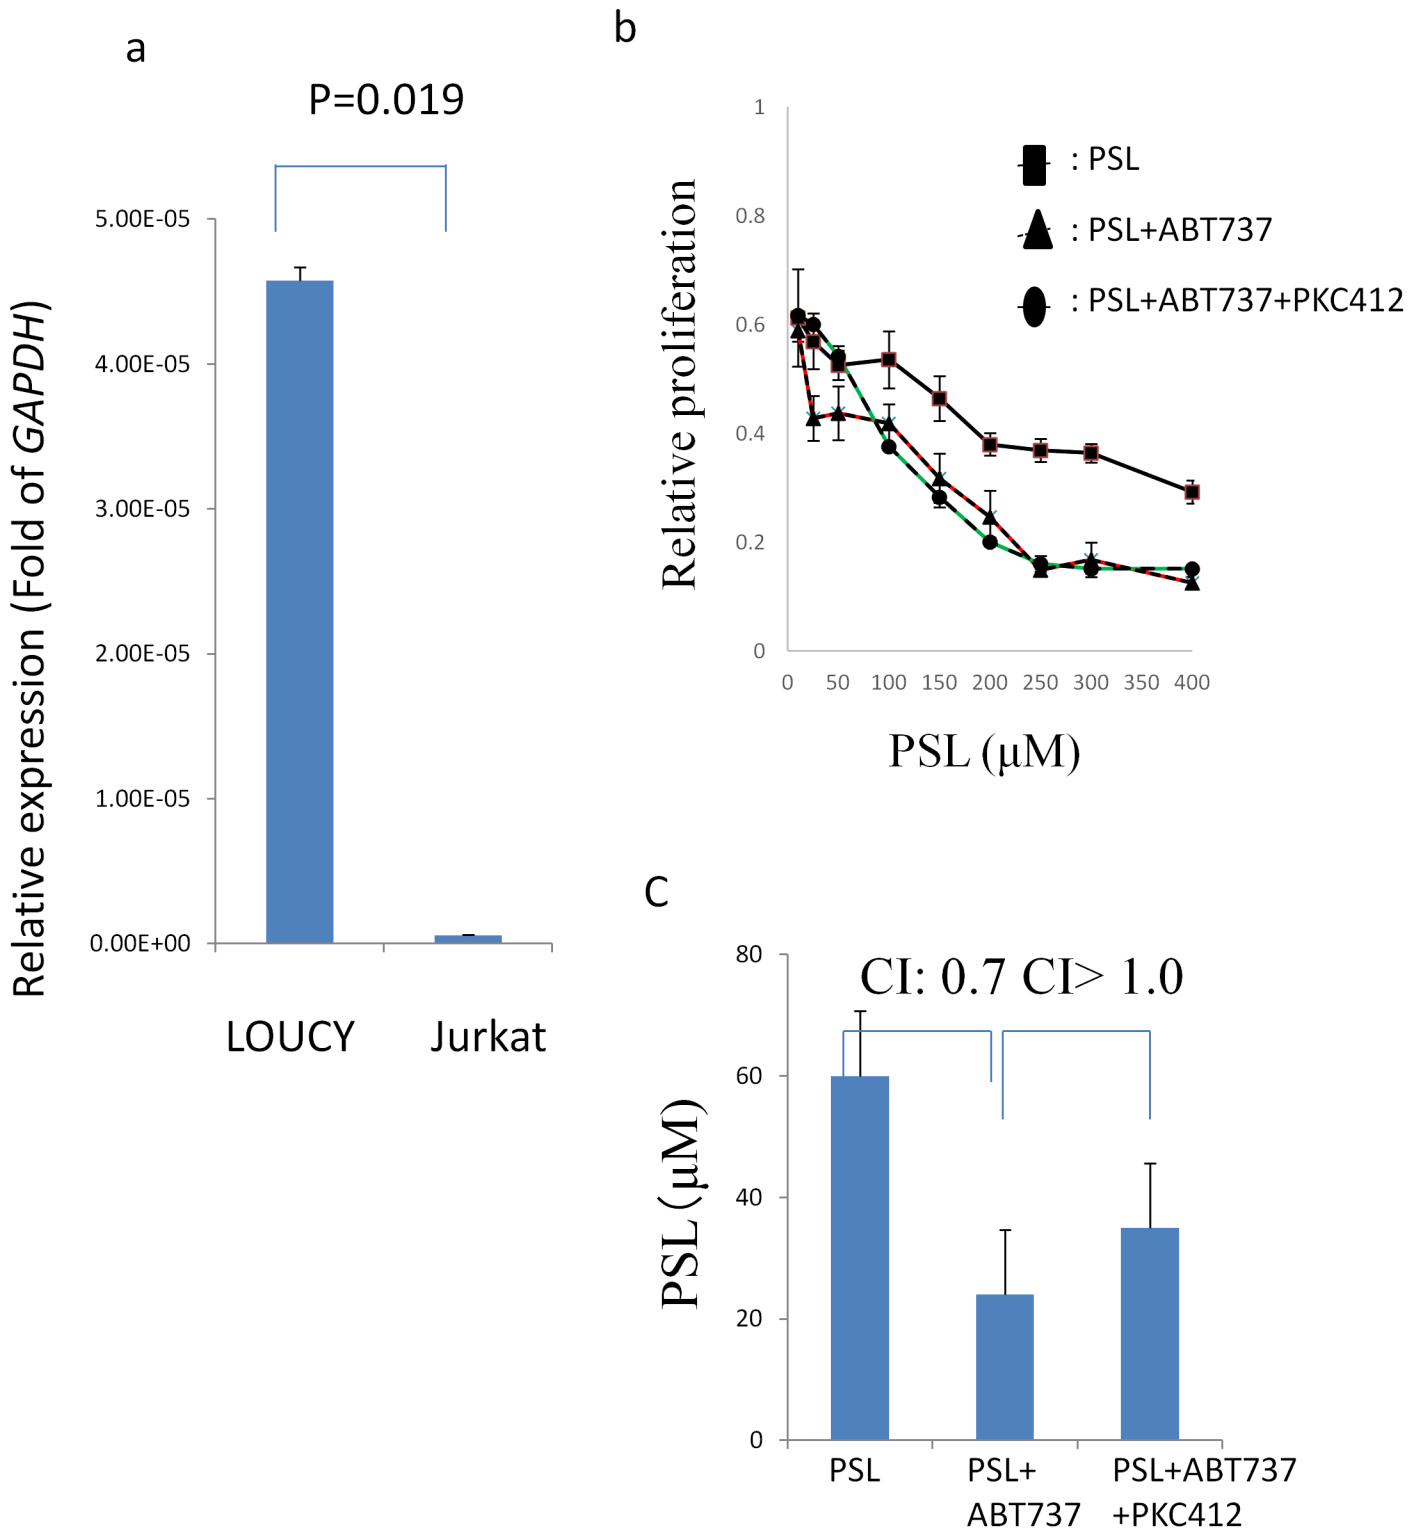 a
P=0.019
5.00E-05
4.00E-05
3.00E-05
2.00E-05
1.00E-05
0.00E+00
Relative expression (Fold of GAPDH)
LOUCY Jurkat
b
1
0.8
0.6
0.4
0.2
0
Relative proliferation
: PSL
: PSL+ABT737
: PSL+ABT737+PKC412
0 50 100 150 200 250 300 350 400
PSL (μM)
C
80
60
40
20
0
PSL (μM)
CI: 0.7 CI> 1.0
PSL
PSL+
ABT737
PSL+ABT737
+PKC412